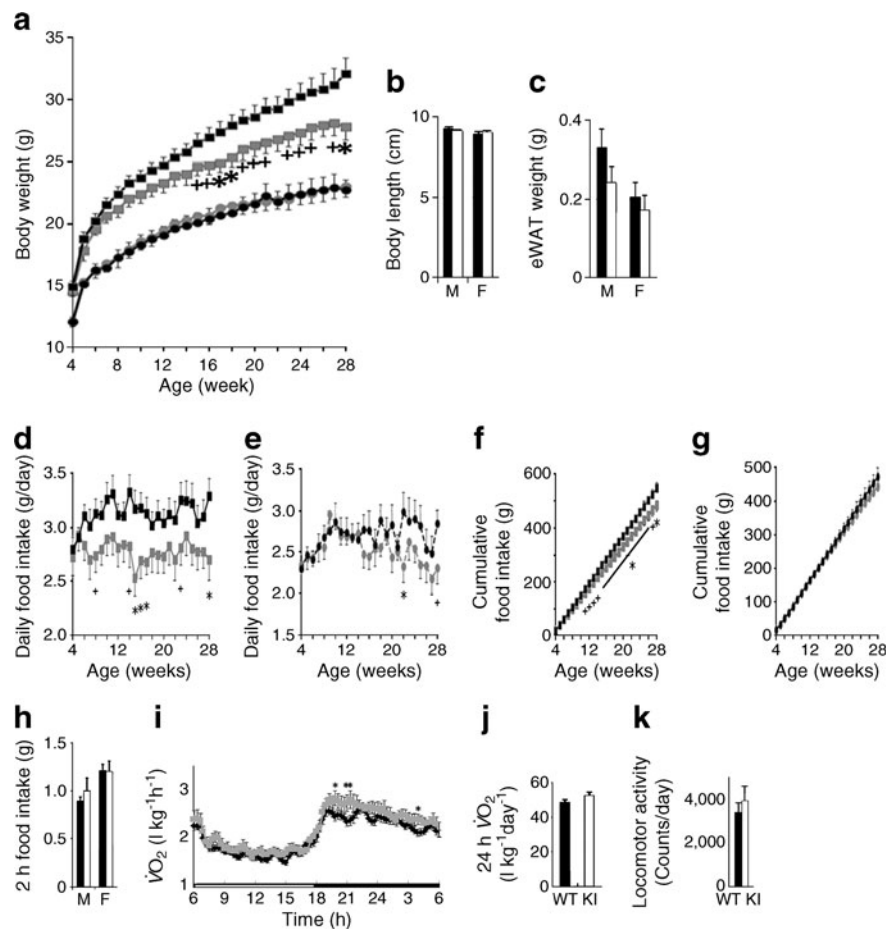 a
Body weight (g)
35
30
25
20
15
10
4 8 12 16 20 24 28
Age (week)
++**+++ ++++*
b
Body length (cm)
10
5
0
M F
c
eWAT weight (g)
0.4
0.2
0
M F
d
Daily food intake (g/day)
3.5
3.0
2.5
2.0
4 12 20 28
Age (weeks)
+ + *** + *
e
Daily food intake (g/day)
3.5
3.0
2.5
2.0
1.5
4 12 20 28
Age (weeks)
* +
f
Cumulative
food intake (g)
600
400
200
0
4 12 20 28
Age (weeks)
++++ * +*
g
Cumulative
food intake (g)
500
400
300
200
100
0
4 12 20 28
Age (weeks)
h
2 h food intake (g)
1.5
1.0
0.5
0
M F
i
V̇O2 (l kg-1h-1)
3
2
1
6 9 12 15 18 21 24 3 6
Time (h)
* ** *
j
24 h V̇O2
(l kg-1day-1)
60
40
20
0
WT KI
k
Locomotor activity
(Counts/day)
4,000
2,000
0
WT KI